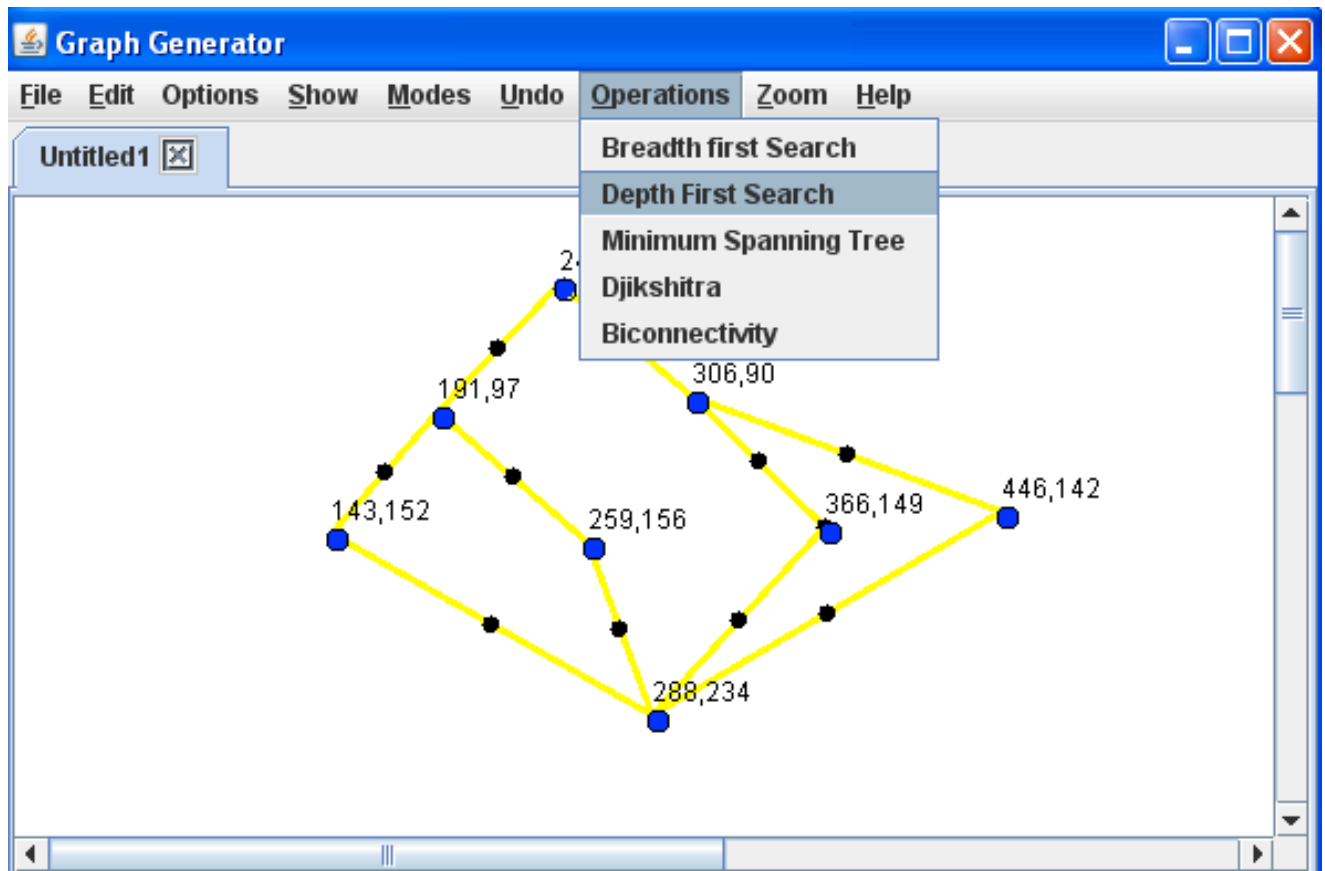 Graph Generator
File Edit Options Show Modes Undo Operations Zoom Help
Untitled1
Breadth first Search
Depth First Search
Minimum Spanning Tree
Djikshitra
Biconnectivity
306,90
191,97
446,142
366,149
143,152
259,156
288,234